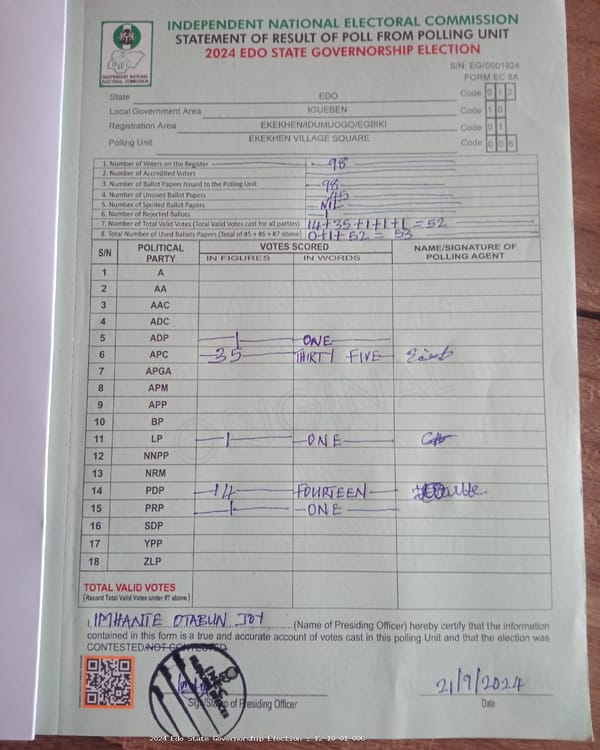 INDEPENDENT NATIONAL ELECTORAL COMMISSION
STATEMENT OF RESULT OF POLL FROM POLLING UNIT
2024 EDO STATE GOVERNORSHIP ELECTION
INEC
INDEPENDENT NATIONAL ELECTORAL COMMISSION
S/N: EG/0001924
FORM EC 8A
State EDO Code 0 1 2
Local Government Area IGUEBEN Code 1 0
Registration Area EKEKHEN/IDUMUOGO/EGBIKI Code 0 1
Polling Unit EKEKHEN VILLAGE SQUARE Code 0 0 6
1. Number of Voters on the Register 98
2. Number of Accredited Voters
3. Number of Ballot Papers Issued to the Polling Unit 98
4. Number of Unused Ballot Papers 45
5. Number of Spoiled Ballot Papers NIL
6. Number of Rejected Ballots 1
7. Number of Total Valid Votes (Total Valid Votes cast for all parties) 14+35+1+1+1=52
8. Total Number of Used Ballots Papers (Total of #5 + #6 + #7 above) 0+1+52=53
S/N POLITICAL PARTY VOTES SCORED NAME/SIGNATURE OF POLLING AGENT
IN FIGURES IN WORDS
1 A
2 AA
3 AAC
4 ADC
5 ADP 1 ONE
6 APC 35 THIRTY FIVE
7 APGA
8 APM
9 APP
10 BP
11 LP 1 ONE
12 NNPP
13 NRM
14 PDP 14 FOURTEEN
15 PRP 1 ONE
16 SDP
17 YPP
18 ZLP
ORIGINAL
TOTAL VALID VOTES
(Record Total Valid Votes under #7 above)
I, IMHANTE OTABUN JOY (Name of Presiding Officer) hereby certify that the information
contained in this form is a true and accurate account of votes cast in this polling Unit and that the election was
CONTESTED/NOT CONTESTED
Sign/Stamp of Presiding Officer
21/9/2024
Date
2024 Edo State Governorship Election : 12-10-01-006